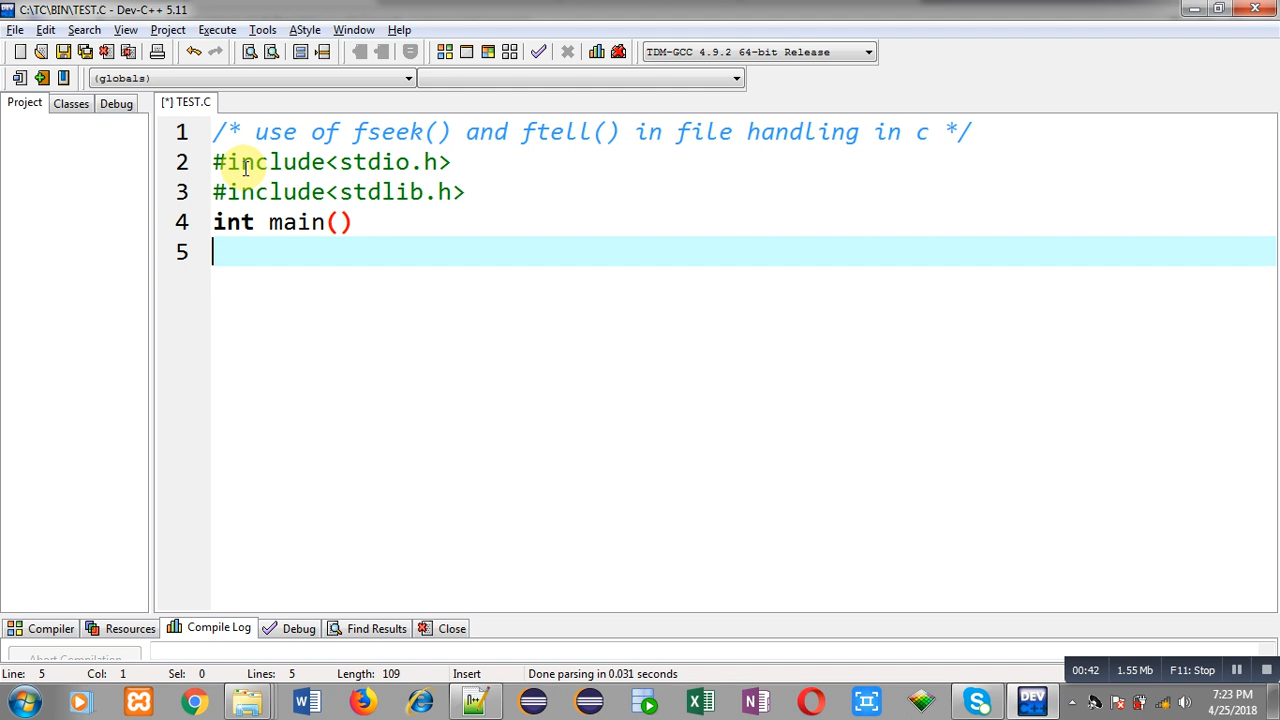 C:\TC\BIN\TEST.C - Dev-C++ 5.11
File Edit Search View Project Execute Tools AStyle Window Help
TDM-GCC 4.9.2 64-bit Release
(globals)
Project Classes Debug [*] TEST.C
1 /* use of fseek() and ftell() in file handling in c */
2 #include<stdio.h>
3 #include<stdlib.h>
4 int main()
5
Compiler Resources Compile Log Debug Find Results Close
Abort Compilation
Line: 5 Col: 1 Sel: 0 Lines: 5 Length: 109 Insert Done parsing in 0.031 seconds
00:42 1.55 Mb F11: Stop
7:23 PM
4/25/2018